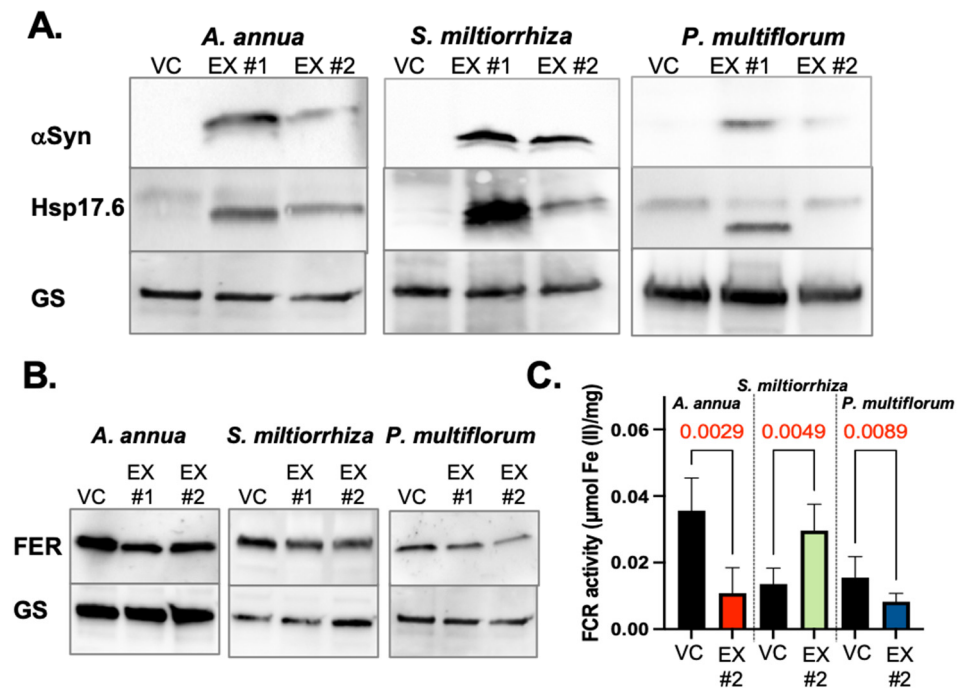 A.
A. annua
S. miltiorrhiza
P. multiflorum
VC EX #1 EX #2
VC EX #1 EX #2
VC EX #1 EX #2
αSyn
Hsp17.6
GS
B.
A. annua
S. miltiorrhiza
P. multiflorum
VC EX #1 EX #2
VC EX #1 EX #2
VC EX #1 EX #2
FER
GS
C.
S. miltiorrhiza
A. annua
P. multiflorum
FCR activity (μmol Fe (II)/mg)
0.06
0.04
0.02
0.00
0.0029
0.0049
0.0089
VC EX #2
VC EX #2
VC EX #2